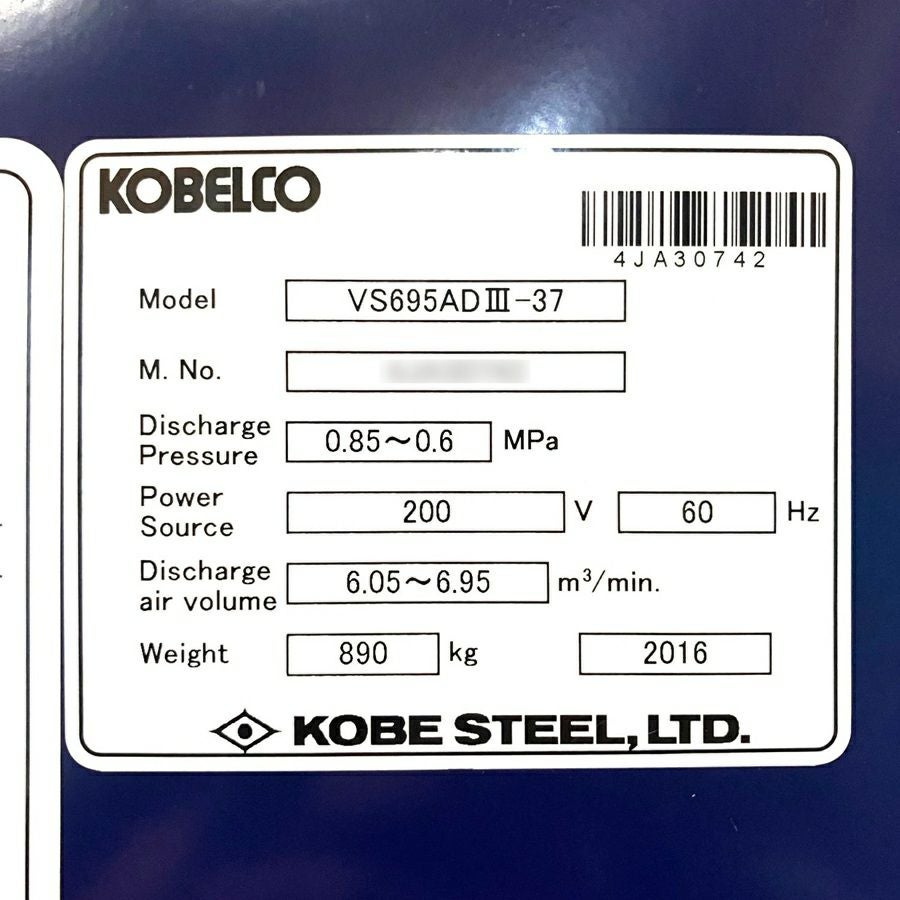 KOBELCO
4JA30742
Model VS695ADⅢ-37
M. No.
Discharge Pressure 0.85～0.6 MPa
Power Source 200 V 60 Hz
Discharge air volume 6.05～6.95 m³/min.
Weight 890 kg 2016
KOBE STEEL, LTD.